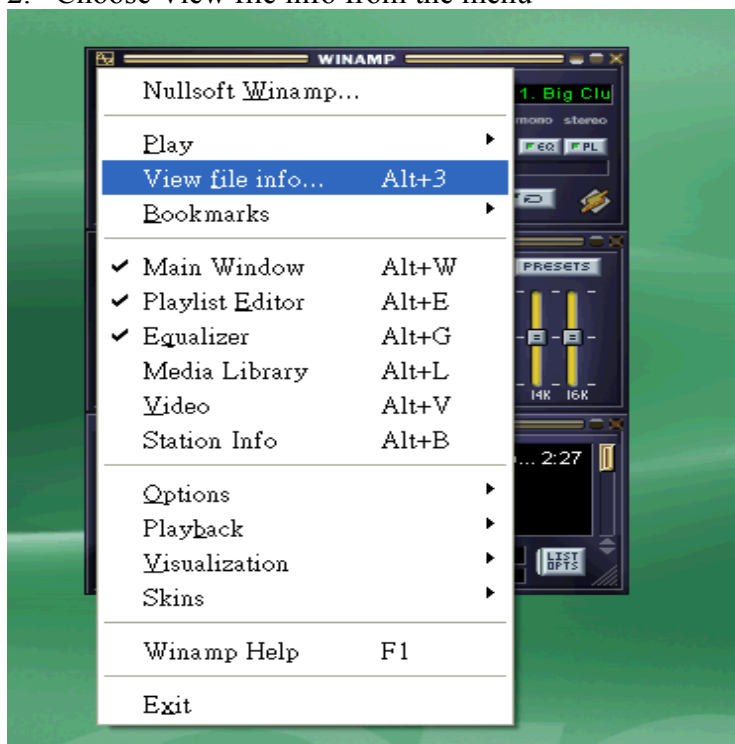 2. Choose View file info from the menu
WINAMP
Nullsoft Winamp...
1. Big Clu
mono stereo
Play
EQ PL
View file info... Alt+3
Bookmarks
Main Window Alt+W
PRESETS
Playlist Editor Alt+E
Equalizer Alt+G
Media Library Alt+L
14K 16K
Video Alt+V
Station Info Alt+B
... 2:27
Options
Playback
LIST
OPTS
Visualization
Skins
Winamp Help F1
Exit